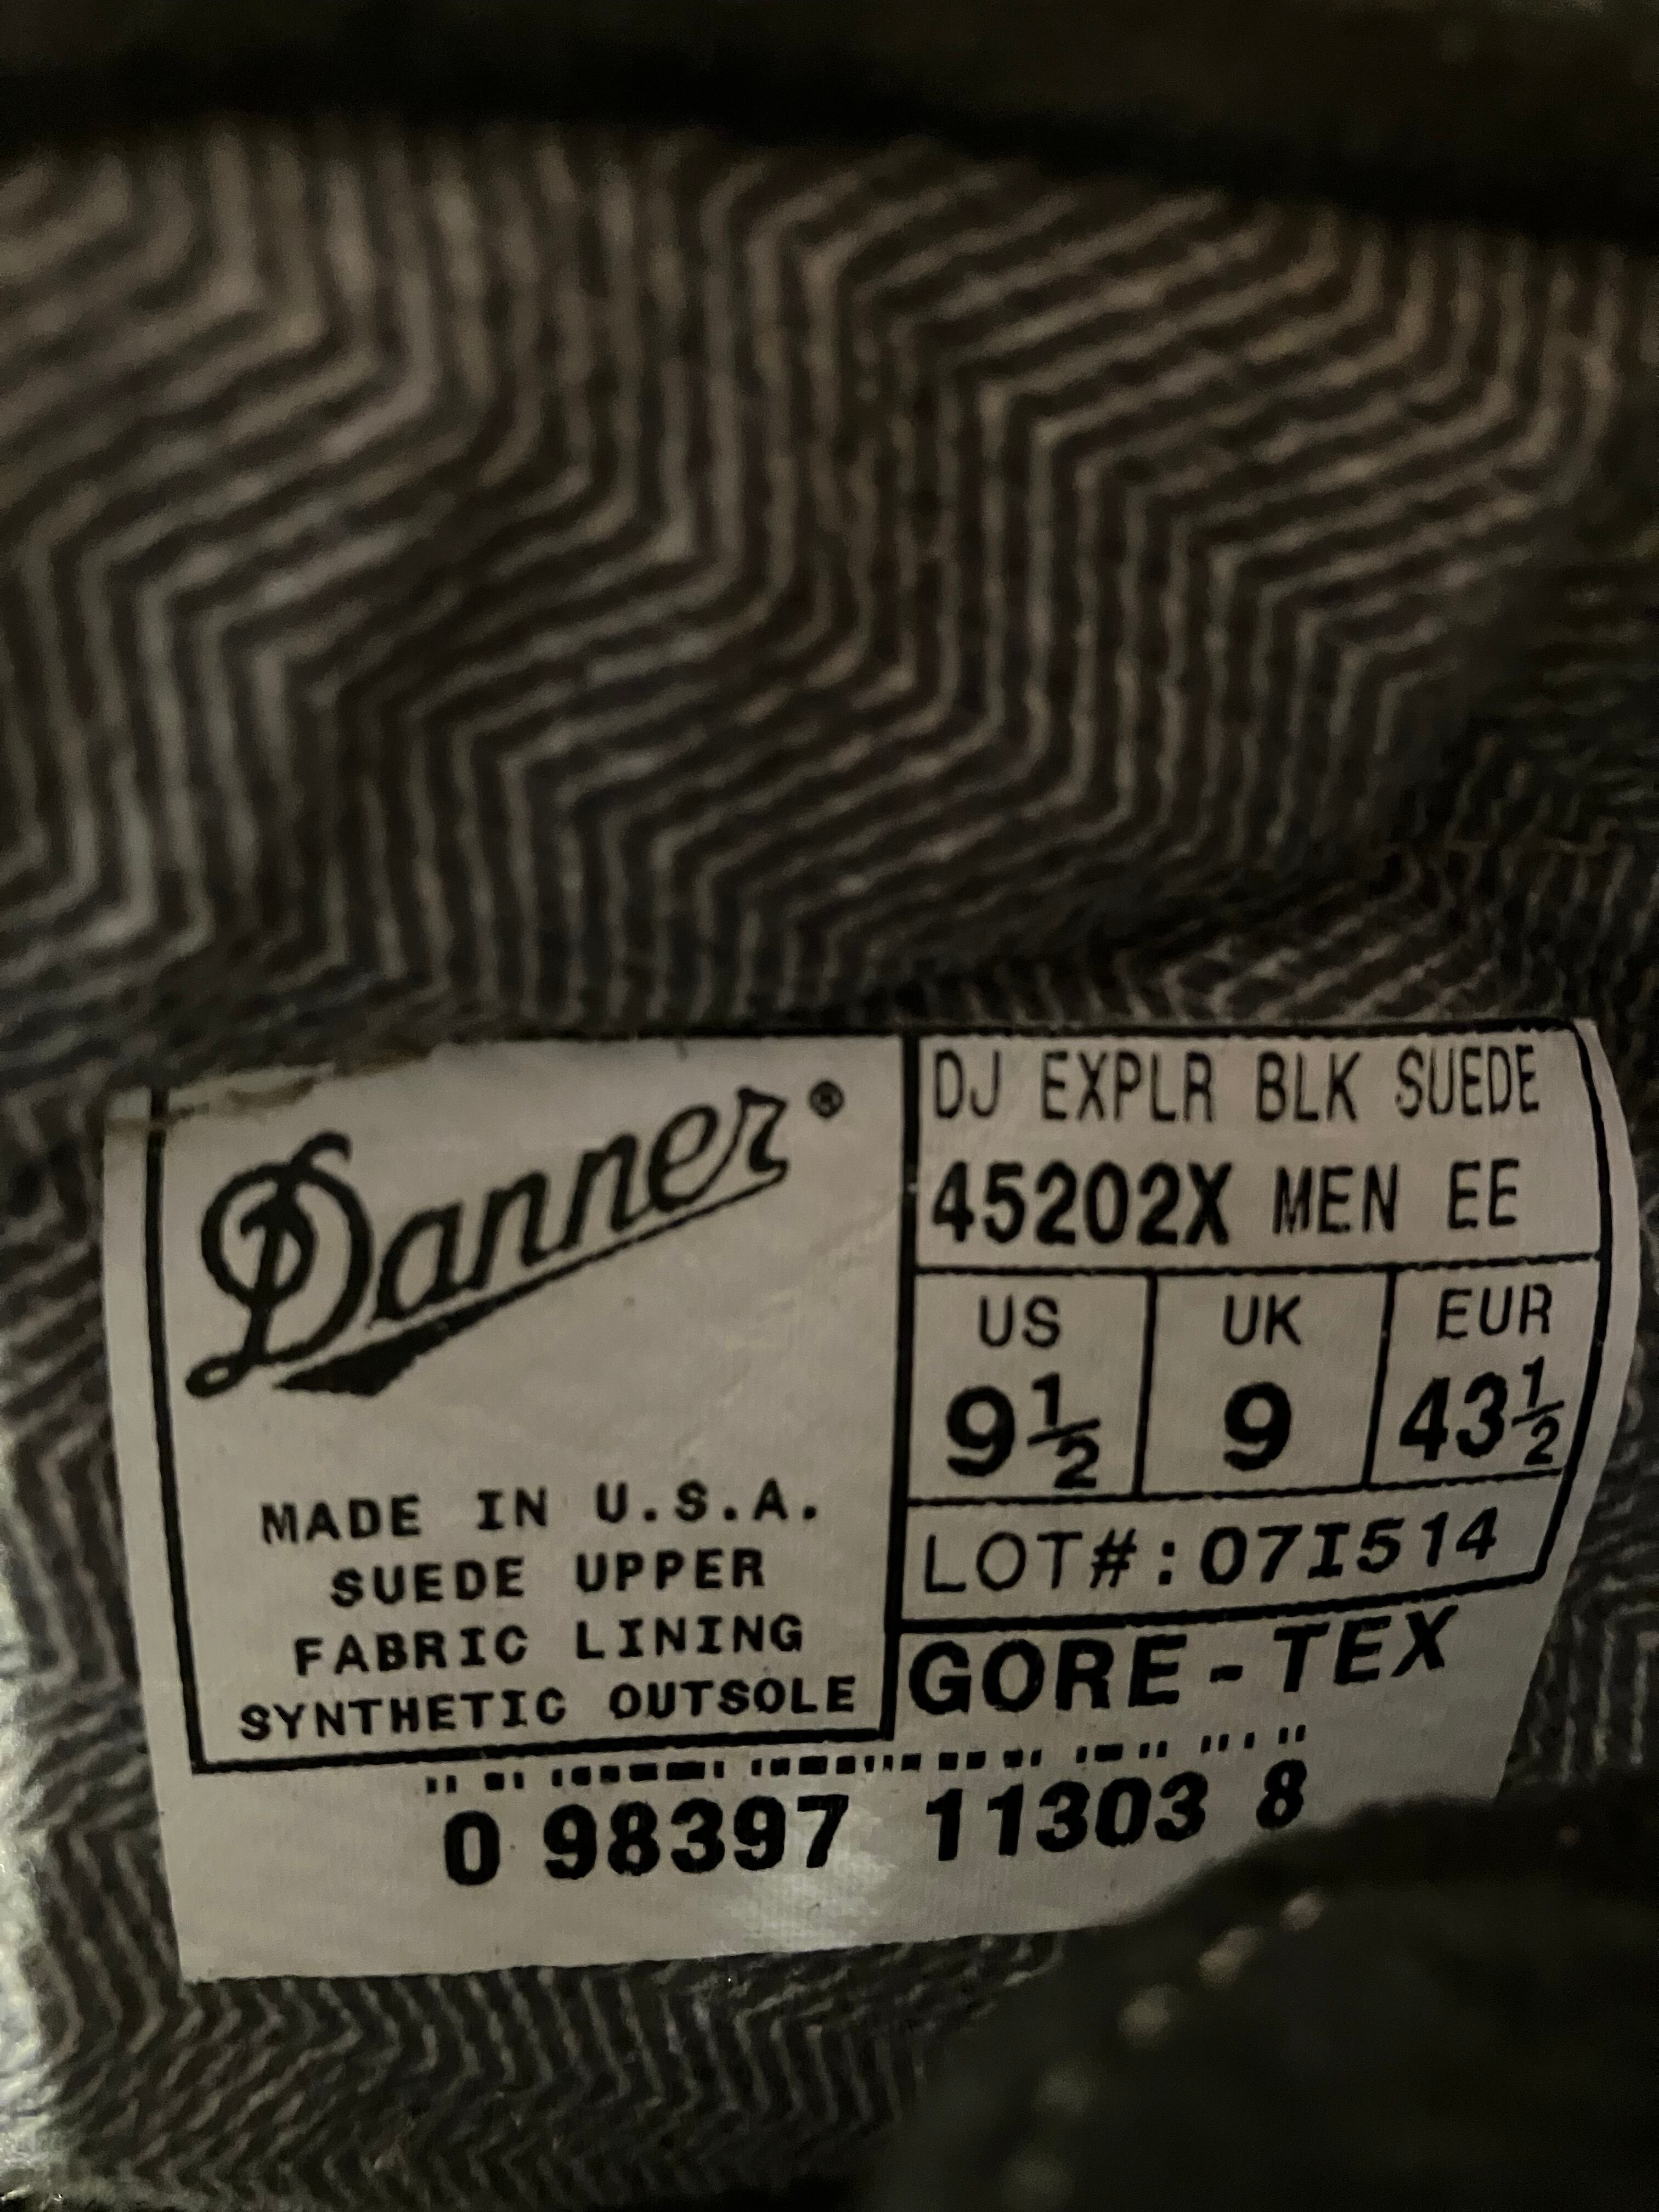 Danner®
MADE IN U.S.A.
SUEDE UPPER
FABRIC LINING
SYNTHETIC OUTSOLE
DJ EXPLR BLK SUEDE
45202X MEN EE
US UK EUR
9½ 9 43½
LOT#:07I514
GORE-TEX
0 98397 11303 8